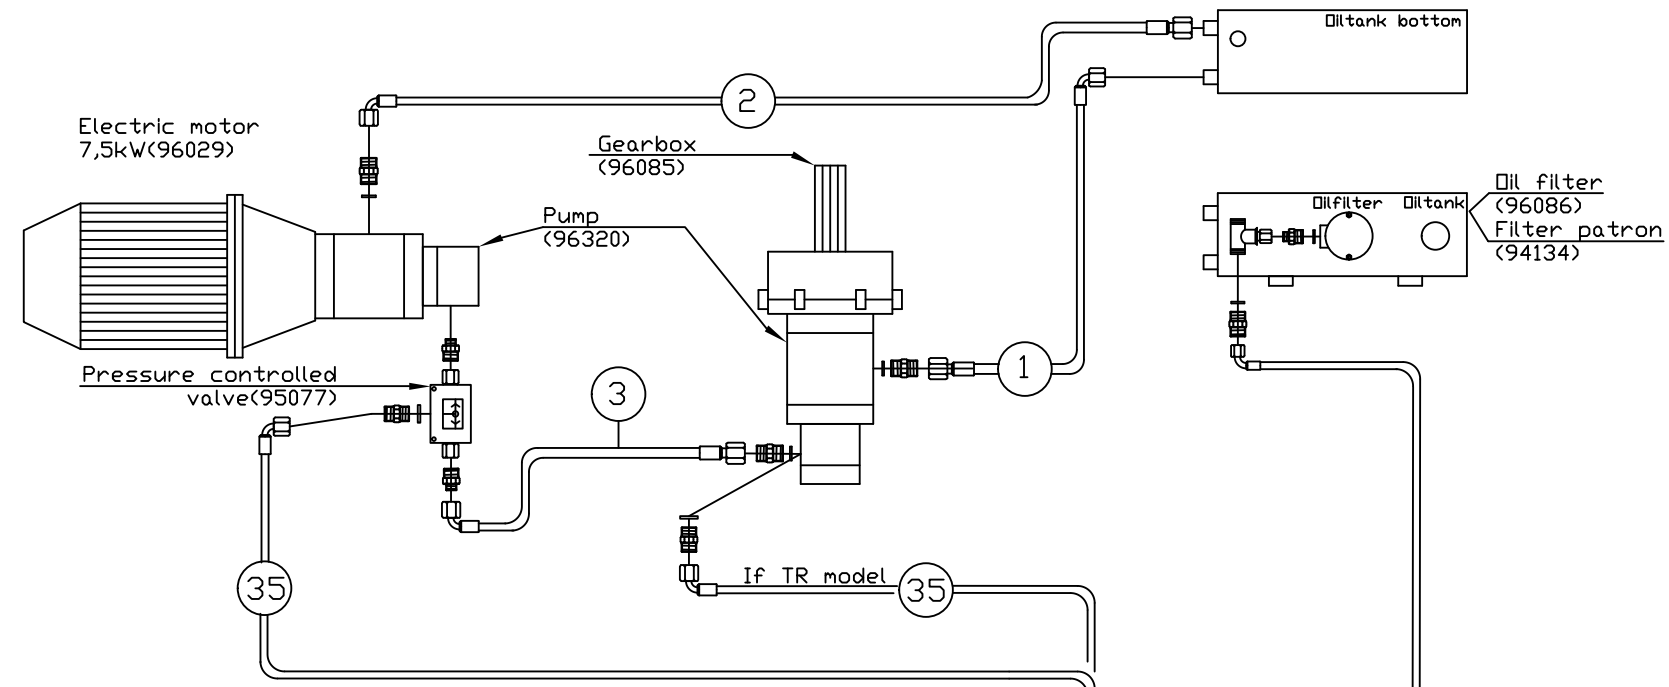 Oiltank bottom
2
Electric motor
7,5kW(96029)
Gearbox
(96085)
Oil filter
(96086)
Filter patron
(94134)
Oilfilter
Oiltank
Pump
(96320)
1
Pressure controlled
valve(95077)
3
35
If TR model
35